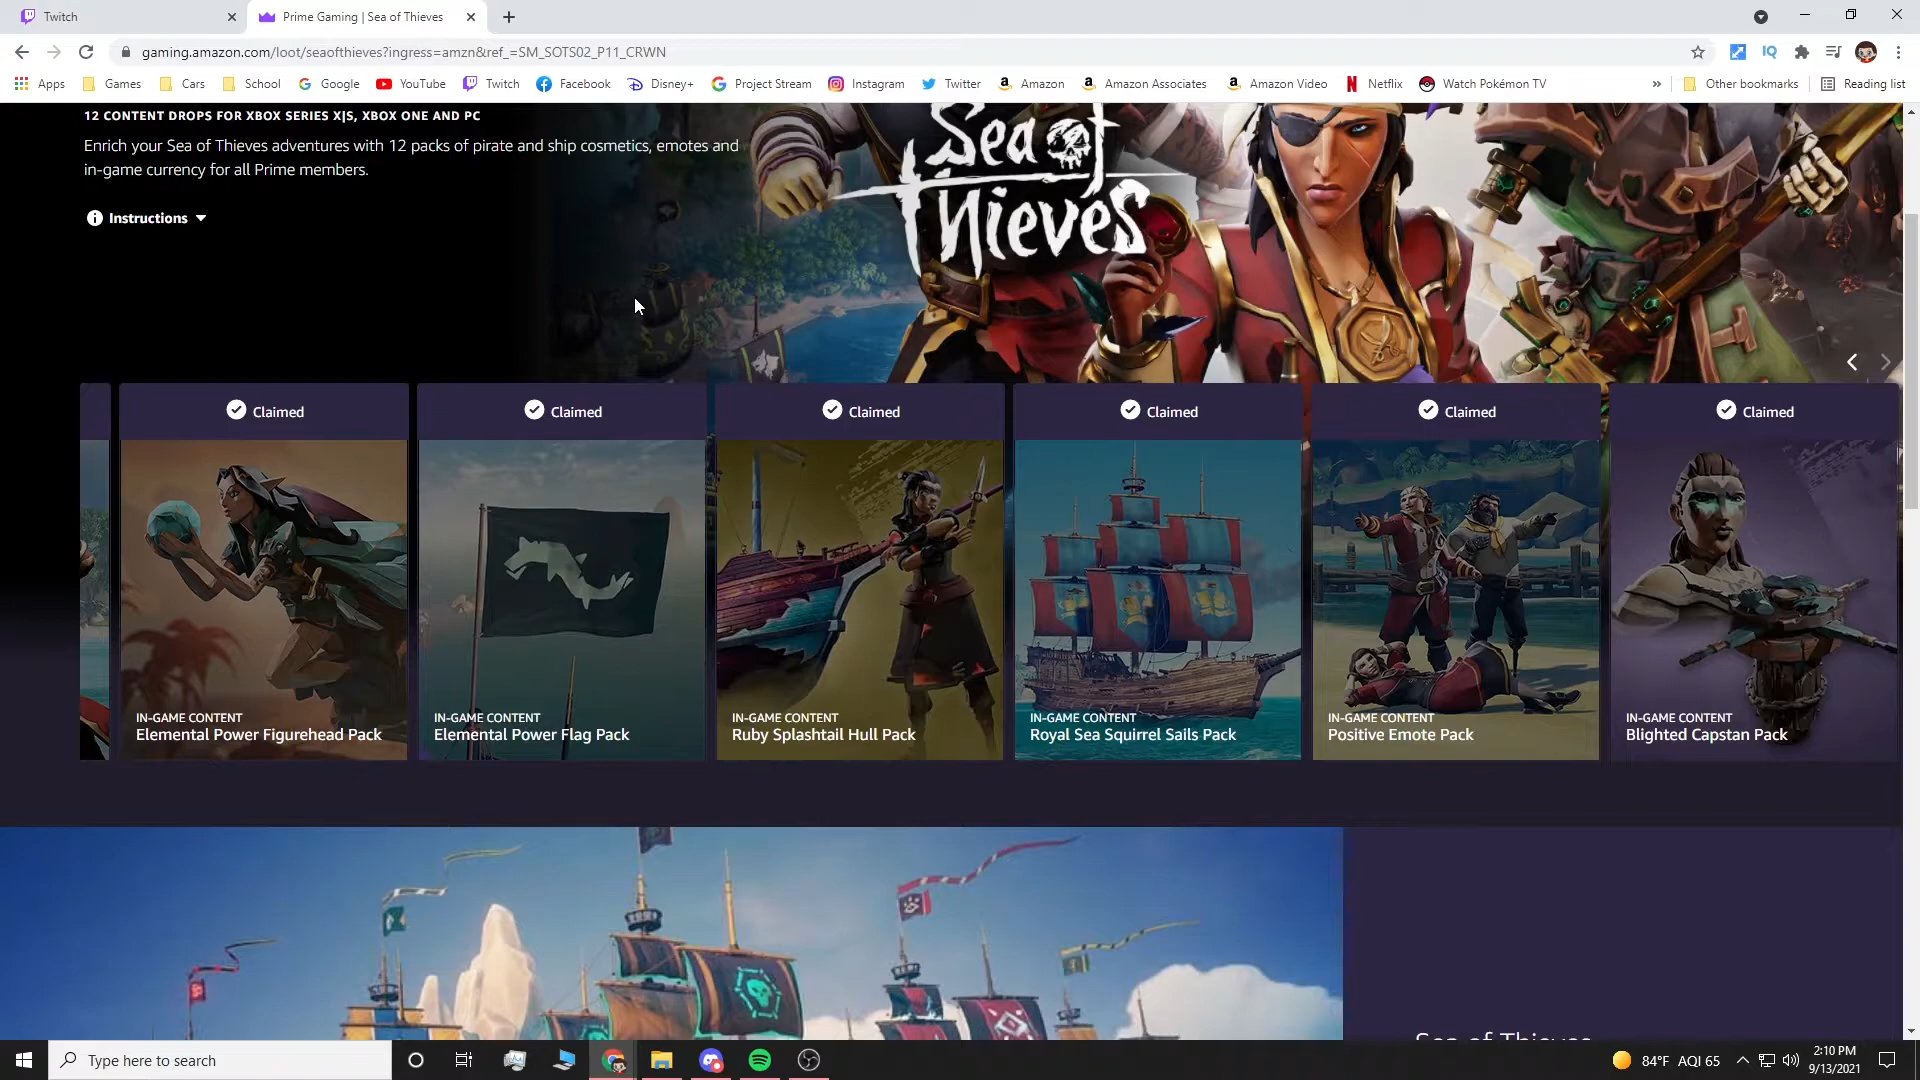 Twitch
Prime Gaming | Sea of Thieves
gaming.amazon.com/loot/seaofthieves?ingress=amzn&ref_=SM_SOTS02_P11_CRWN
IQ
Apps
Games
Cars
School
Google
YouTube
Twitch
Facebook
Disney+
Project Stream
Instagram
Twitter
Amazon
Amazon Associates
Amazon Video
Netflix
Watch Pokémon TV
Other bookmarks
Reading list
12 CONTENT DROPS FOR XBOX SERIES X|S, XBOX ONE AND PC
Enrich your Sea of Thieves adventures with 12 packs of pirate and ship cosmetics, emotes and
in-game currency for all Prime members.
Instructions
Sea of
Thieves
Claimed
Claimed
Claimed
Claimed
Claimed
Claimed
IN-GAME CONTENT
Elemental Power Figurehead Pack
IN-GAME CONTENT
Elemental Power Flag Pack
IN-GAME CONTENT
Ruby Splashtail Hull Pack
IN-GAME CONTENT
Royal Sea Squirrel Sails Pack
IN-GAME CONTENT
Positive Emote Pack
IN-GAME CONTENT
Blighted Capstan Pack
Sea of Thieves
Type here to search
84°F AQI 65
2:10 PM
9/13/2021